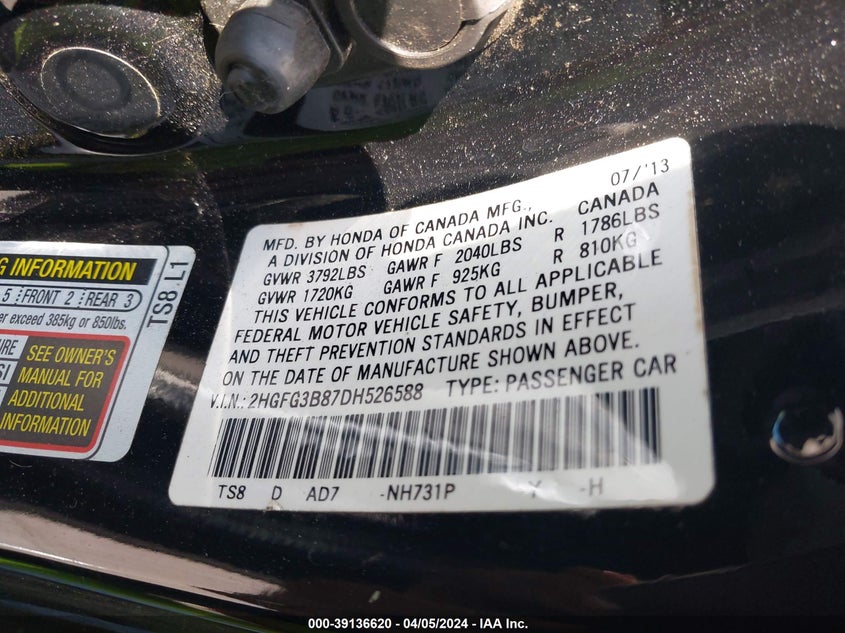 07/'13
MFD. BY HONDA OF CANADA MFG.,
A DIVISION OF HONDA CANADA INC. CANADA
GVWR 3792LBS GAWR F 2040LBS R 1786LBS
GVWR 1720KG GAWR F 925KG R 810KG
THIS VEHICLE CONFORMS TO ALL APPLICABLE
FEDERAL MOTOR VEHICLE SAFETY, BUMPER,
AND THEFT PREVENTION STANDARDS IN EFFECT
ON THE DATE OF MANUFACTURE SHOWN ABOVE.
V.I.N.: 2HGFG3B87DH526588 TYPE: PASSENGER CAR
TS8 D AD7 -NH731P Y -H
INFORMATION
5 FRONT 2 REAR 3
exceed 385kg or 850lbs.
SEE OWNER'S
MANUAL FOR
ADDITIONAL
INFORMATION
TS8 L1
000-39136620 - 04/05/2024 - IAA Inc.